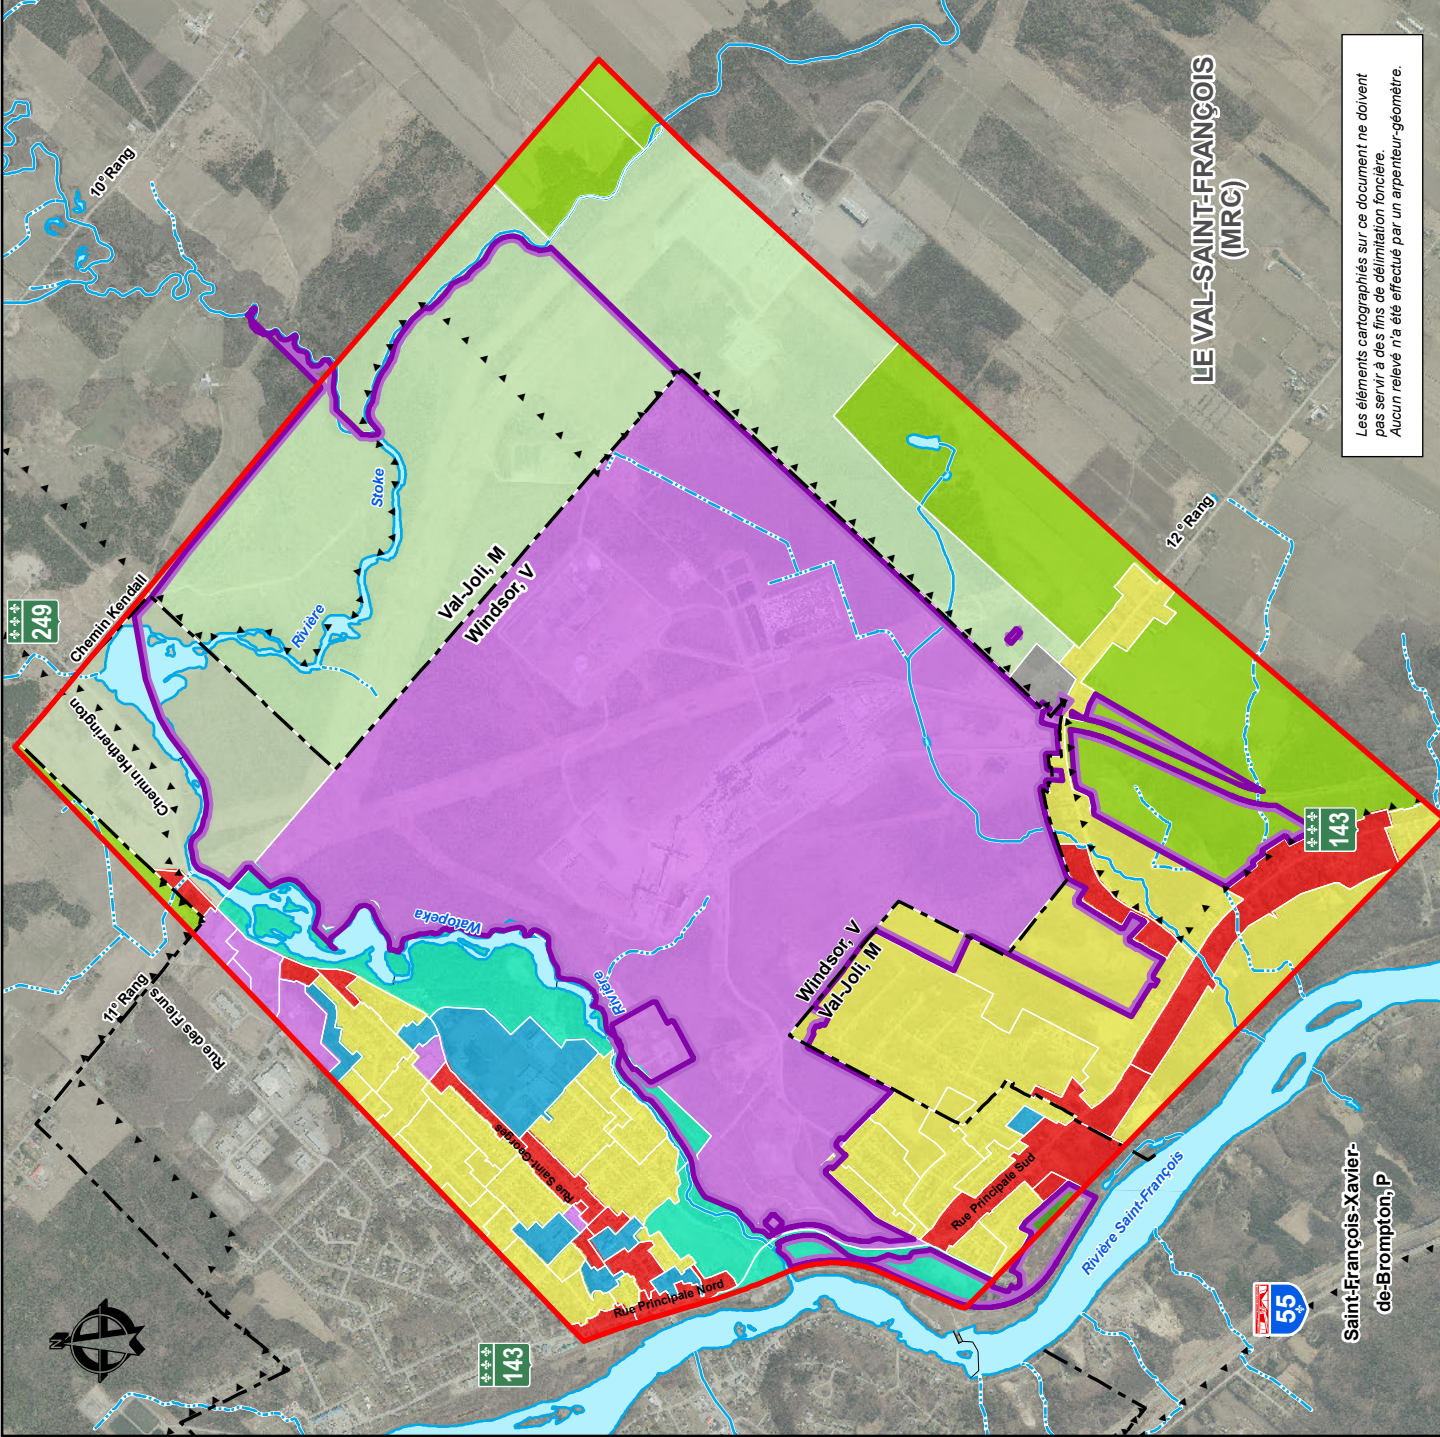 249
Chemin Kendall
Chemin Hetherington
10e Rang
11e Rang
Rue des Fleurs
Rivière
Stoke
Val-Joli, M
Windsor, V
LE VAL-SAINT-FRANÇOIS
(MRC)
Les éléments cartographiés sur ce document ne doivent
pas servir à des fins de délimitation foncière.
Aucun relevé n'a été effectué par un arpenteur-géomètre.
12e Rang
Watopeka
Rivière
Windsor, V
Val-Joli, M
143
Rue Saint-Georges
Rue Principale Nord
Rue Principale Sud
143
N
Rivière Saint-François
55
Saint-François-Xavier-
de-Brompton, P